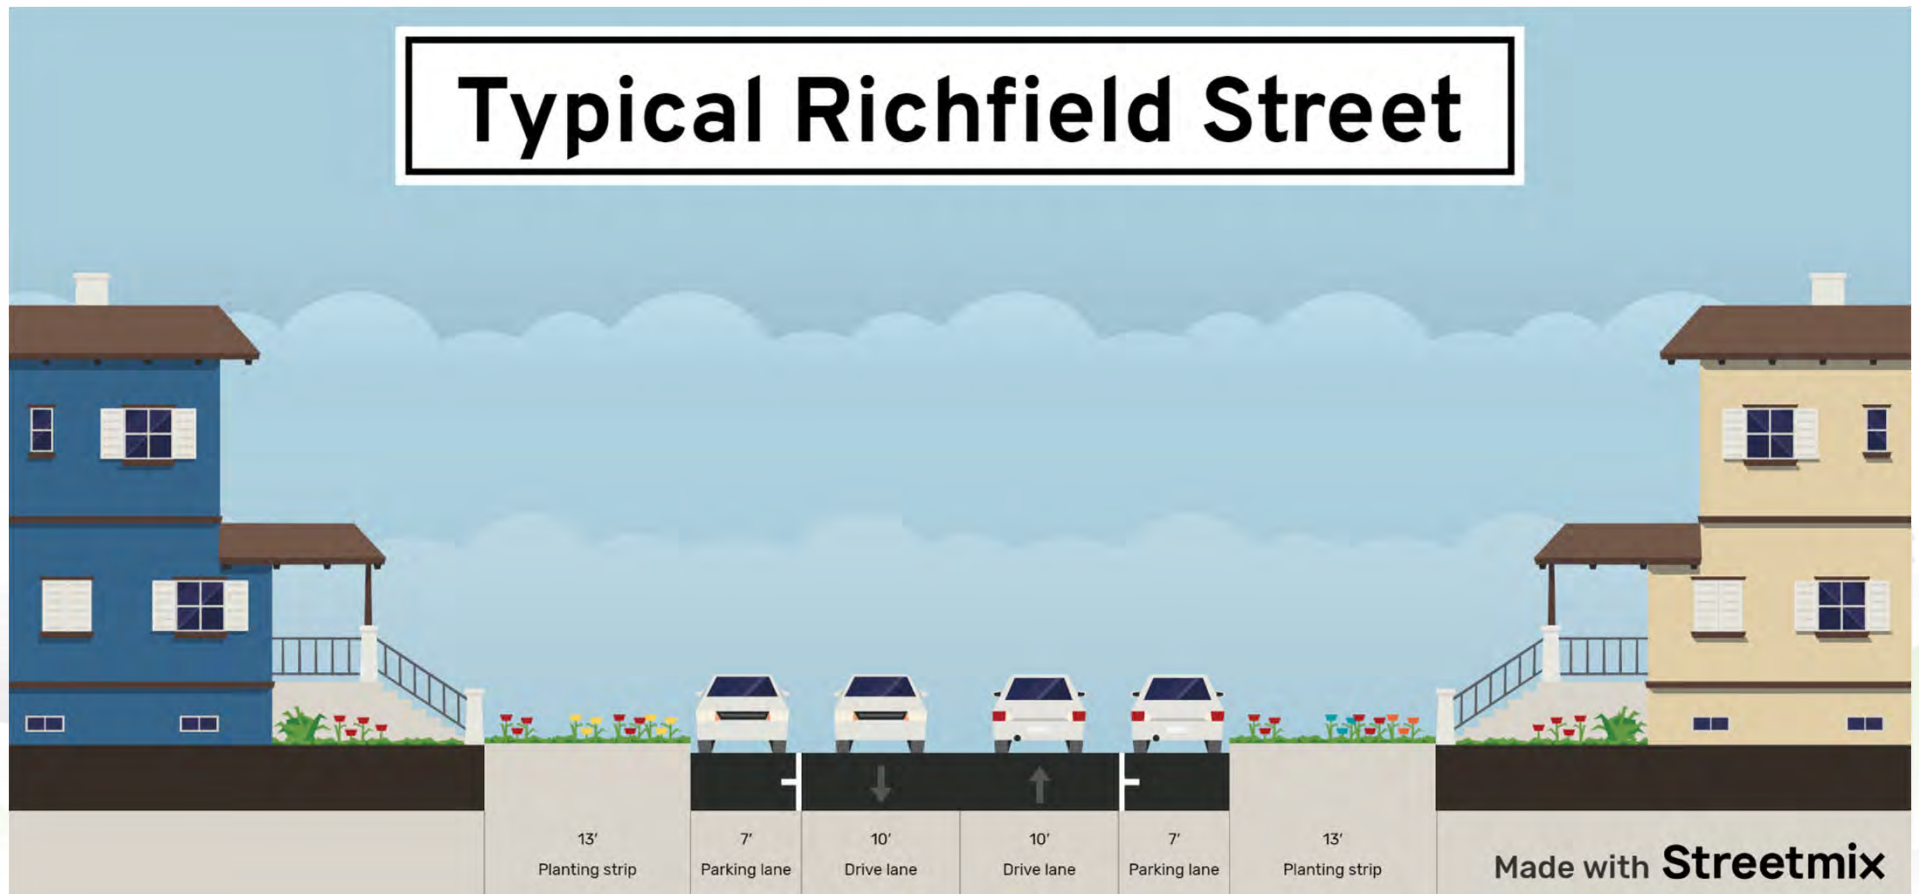 Typical Richfield Street
13′ 7′ 10′ 10′ 7′ 13′
Planting strip Parking lane Drive lane Drive lane Parking lane Planting strip
Made with Streetmix